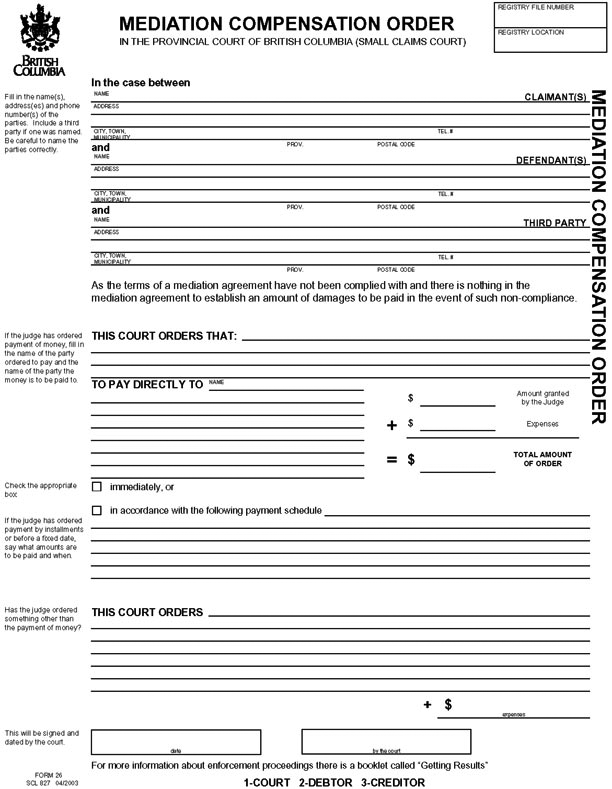 MEDIATION COMPENSATION ORDER
IN THE PROVINCIAL COURT OF BRITISH COLUMBIA (SMALL CLAIMS COURT)
REGISTRY FILE NUMBER
REGISTRY LOCATION
BRITISH
COLUMBIA
MEDIATION COMPENSATION ORDER
Fill in the name(s),
address(es) and phone
number(s) of the
parties. Include a third
party if one was named.
Be careful to name the
parties correctly.
In the case between
NAME
CLAIMANT(S)
ADDRESS
CITY, TOWN, TEL. #
MUNICIPALITY
PROV. POSTAL CODE
and
NAME
DEFENDANT(S)
ADDRESS
CITY, TOWN, TEL. #
MUNICIPALITY
PROV. POSTAL CODE
and
NAME
THIRD PARTY
ADDRESS
CITY, TOWN, TEL. #
MUNICIPALITY
PROV. POSTAL CODE
As the terms of a mediation agreement have not been complied with and there is nothing in the
mediation agreement to establish an amount of damages to be paid in the event of such non-compliance.
If the judge has ordered
payment of money, fill in
the name of the party
ordered to pay and the
name of the party the
money is to be paid to.
THIS COURT ORDERS THAT:
TO PAY DIRECTLY TO NAME
$ Amount granted
by the Judge
+ $ Expenses
= $ TOTAL AMOUNT
OF ORDER
Check the appropriate
box
immediately, or
in accordance with the following payment schedule
If the judge has ordered
payment by installments
or before a fixed date,
say what amounts are
to be paid and when.
Has the judge ordered
something other than
the payment of money?
THIS COURT ORDERS
+ $
expenses
This will be signed and
dated by the court.
date
by the court
For more information about enforcement proceedings there is a booklet called "Getting Results"
FORM 26
SCL 827 04/2003
1-COURT 2-DEBTOR 3-CREDITOR